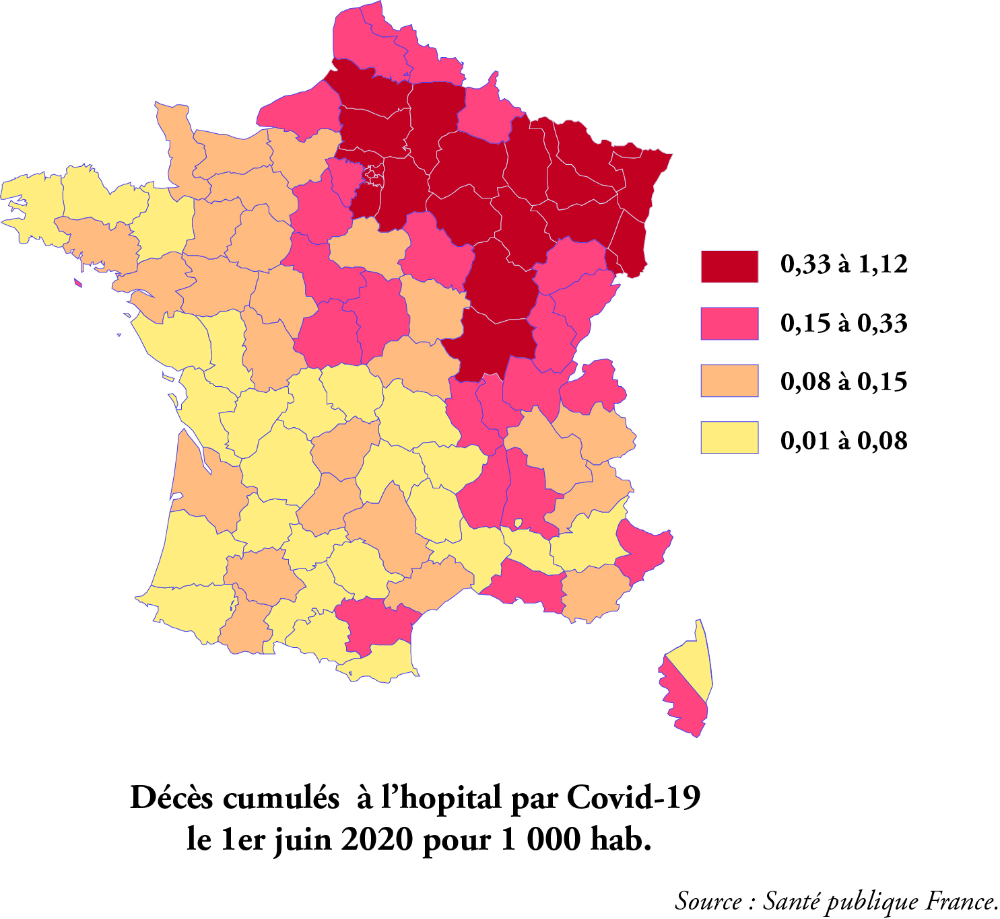 0,33 à 1,12
0,15 à 0,33
0,08 à 0,15
0,01 à 0,08
Décès cumulés à l’hopital par Covid-19
le 1er juin 2020 pour 1 000 hab.
Source : Santé publique France.